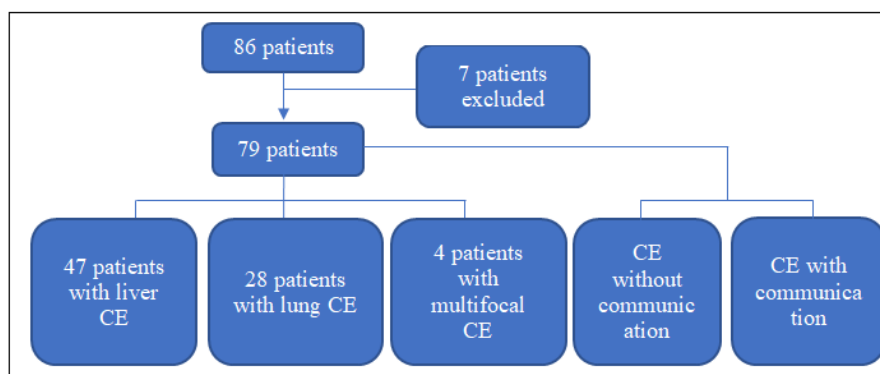 86 patients
7 patients
excluded
79 patients
47 patients
with liver
CE
28 patients
with lung CE
4 patients
with
multifocal
CE
CE
without
communic
ation
CE with
communica
tion